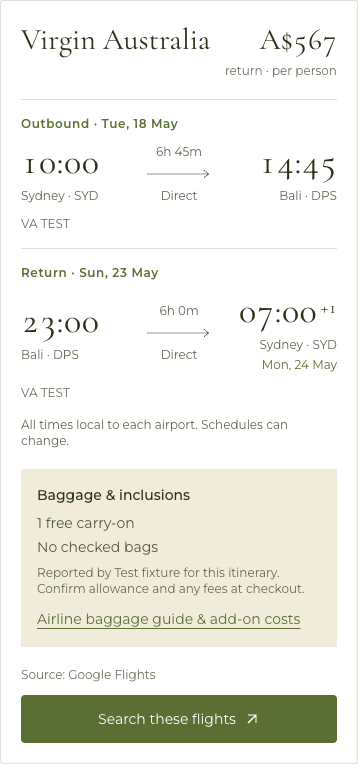 Virgin Australia A$567
return · per person
Outbound · Tue, 18 May
10:00 6h 45m 14:45
Sydney · SYD Direct Bali · DPS
VA TEST
Return · Sun, 23 May
23:00 6h 0m 07:00 +1
Bali · DPS Direct Sydney · SYD
Mon, 24 May
VA TEST
All times local to each airport. Schedules can
change.
Baggage & inclusions
1 free carry-on
No checked bags
Reported by Test fixture for this itinerary.
Confirm allowance and any fees at checkout.
Airline baggage guide & add-on costs
Source: Google Flights
Search these flights ↗